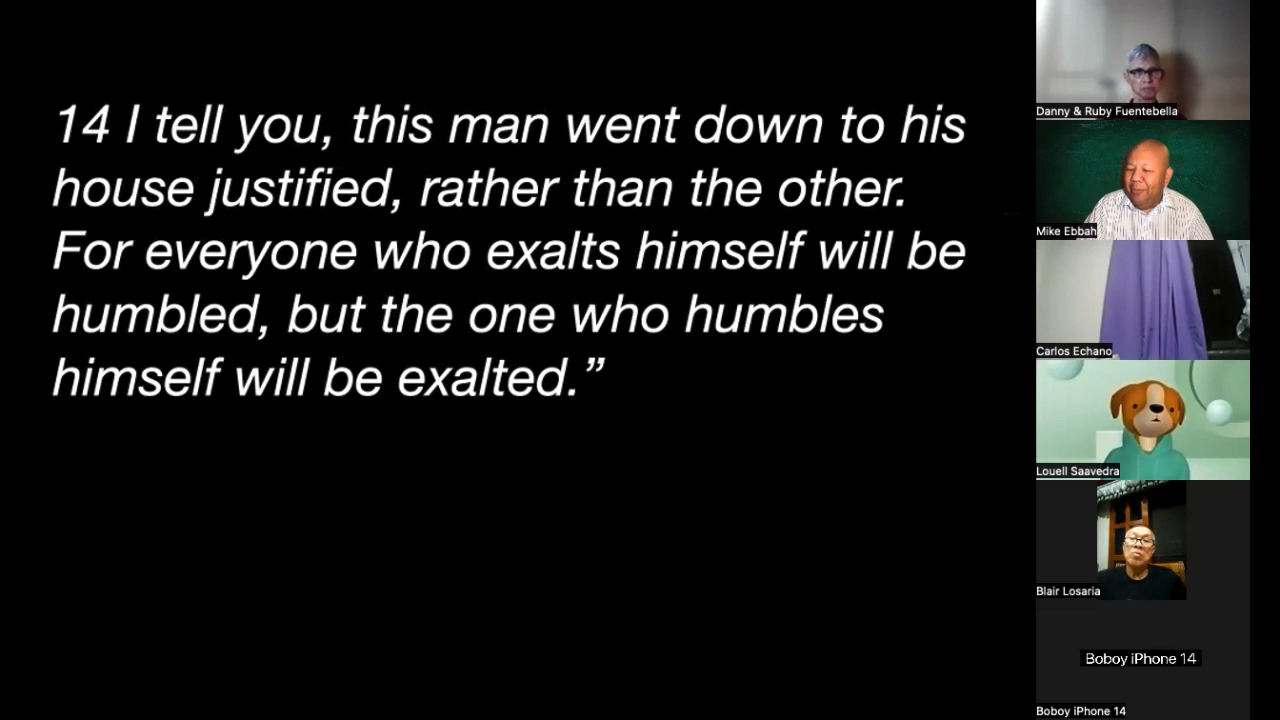 14 I tell you, this man went down to his
house justified, rather than the other.
For everyone who exalts himself will be
humbled, but the one who humbles
himself will be exalted.”
Danny & Ruby Fuentebella
Mike Ebbah
Carlos Echano
Louell Saavedra
Blair Losaria
Boboy iPhone 14
Boboy iPhone 14